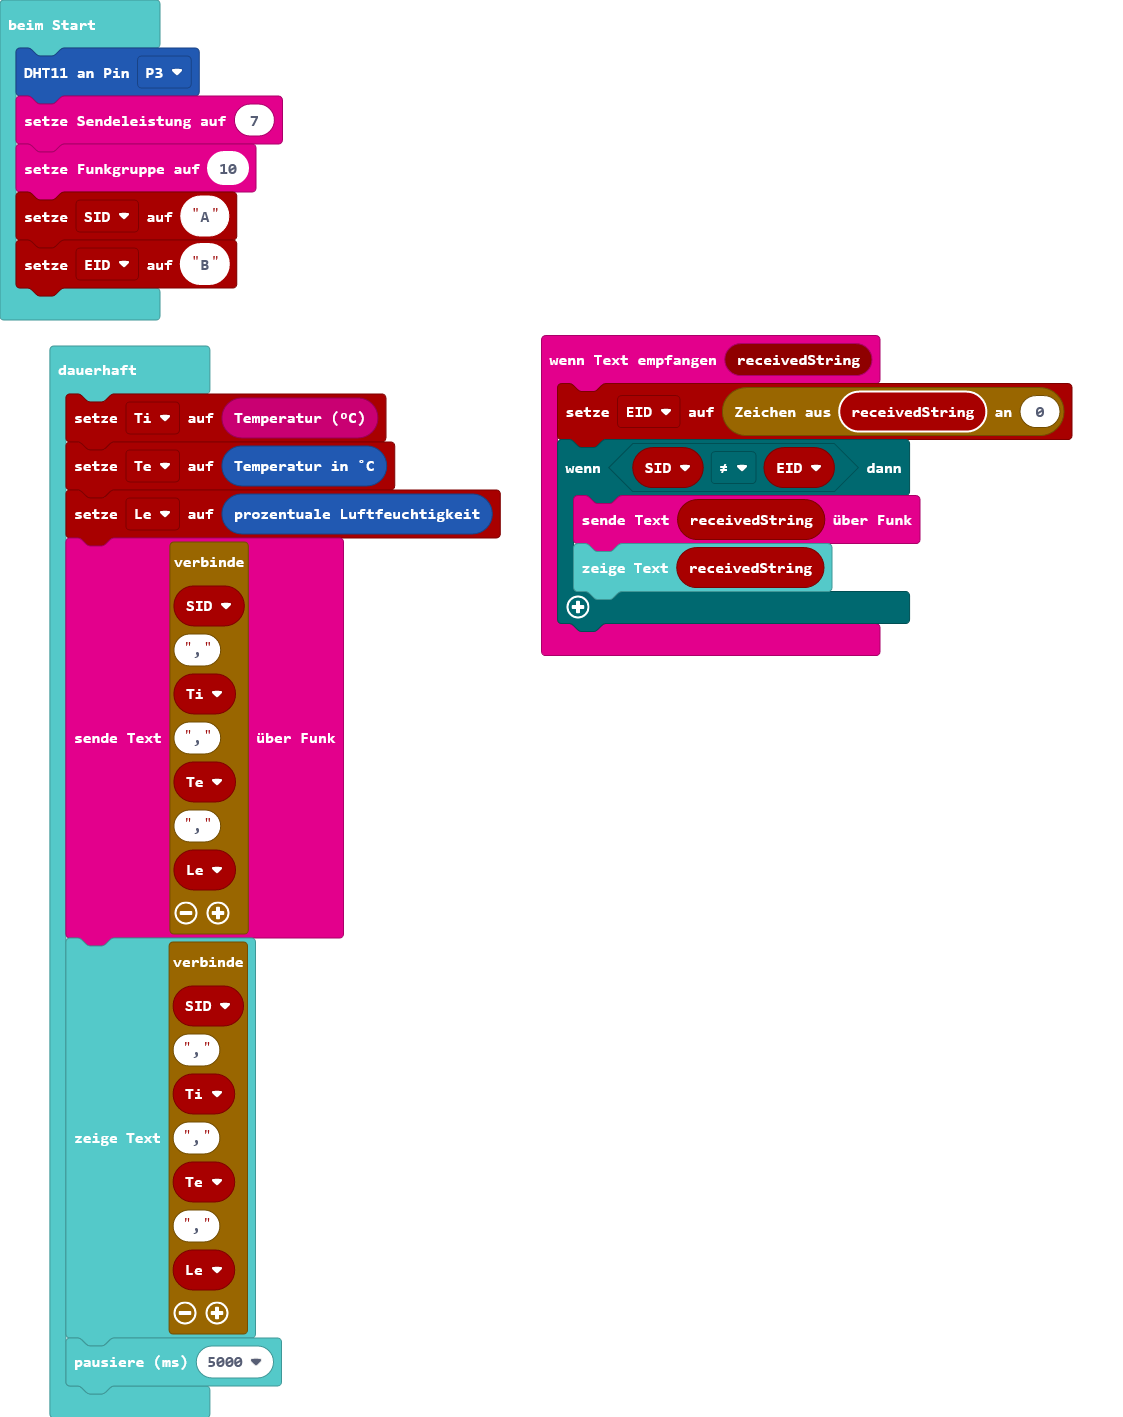 beim Start
DHT11 an Pin P3
setze Sendeleistung auf 7
setze Funkgruppe auf 10
setze SID auf "A"
setze EID auf "B"
dauerhaft
setze Ti auf Temperatur (°C)
setze Te auf Temperatur in °C
setze Le auf prozentuale Luftfeuchtigkeit
verbinde
SID
","
Ti
sende Text "," über Funk
Te
","
Le
verbinde
SID
","
Ti
zeige Text ","
Te
","
Le
pausiere (ms) 5000
wenn Text empfangen receivedString
setze EID auf Zeichen aus receivedString an 0
wenn SID ≠ EID dann
sende Text receivedString über Funk
zeige Text receivedString